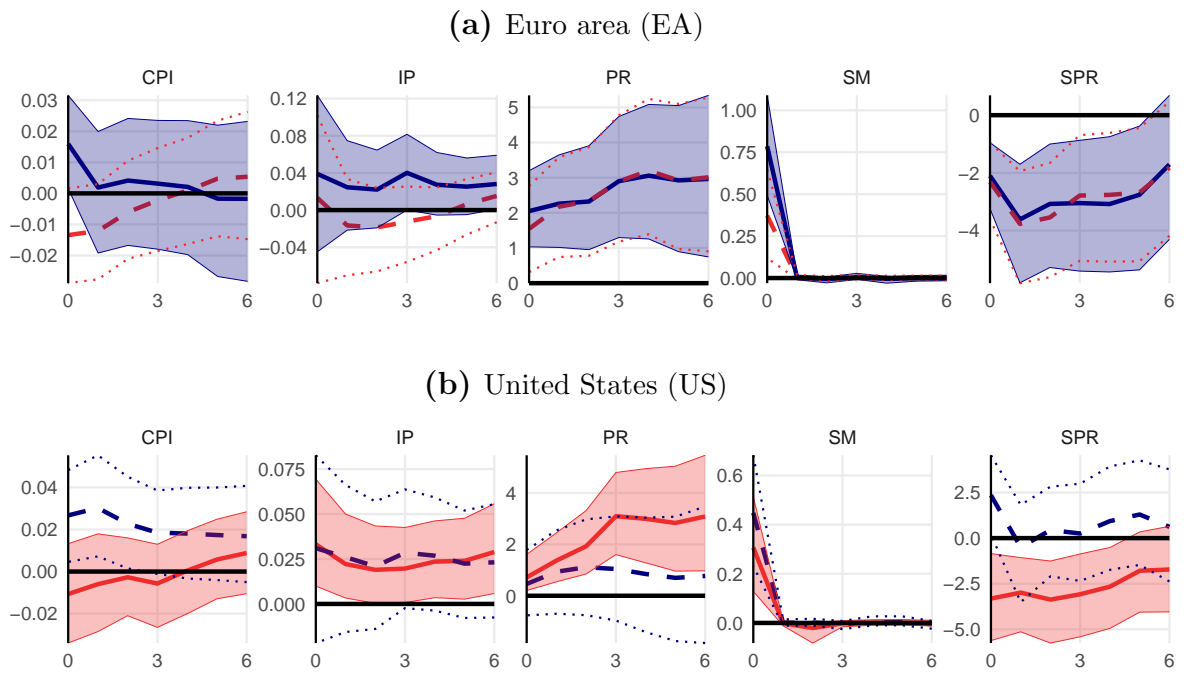 (a) Euro area (EA)
CPI IP PR SM SPR
0.03 0.02 0.01 0.00 −0.01 −0.02
0.12 0.08 0.04 0.00 −0.04
5 4 3 2 1 0
1.00 0.75 0.50 0.25 0.00
0 −2 −4
0 3 6 0 3 6 0 3 6 0 3 6 0 3 6
(b) United States (US)
CPI IP PR SM SPR
0.04 0.02 0.00 −0.02
0.075 0.050 0.025 0.000
4 2 0
0.6 0.4 0.2 0.0
2.5 0.0 −2.5 −5.0
0 3 6 0 3 6 0 3 6 0 3 6 0 3 6